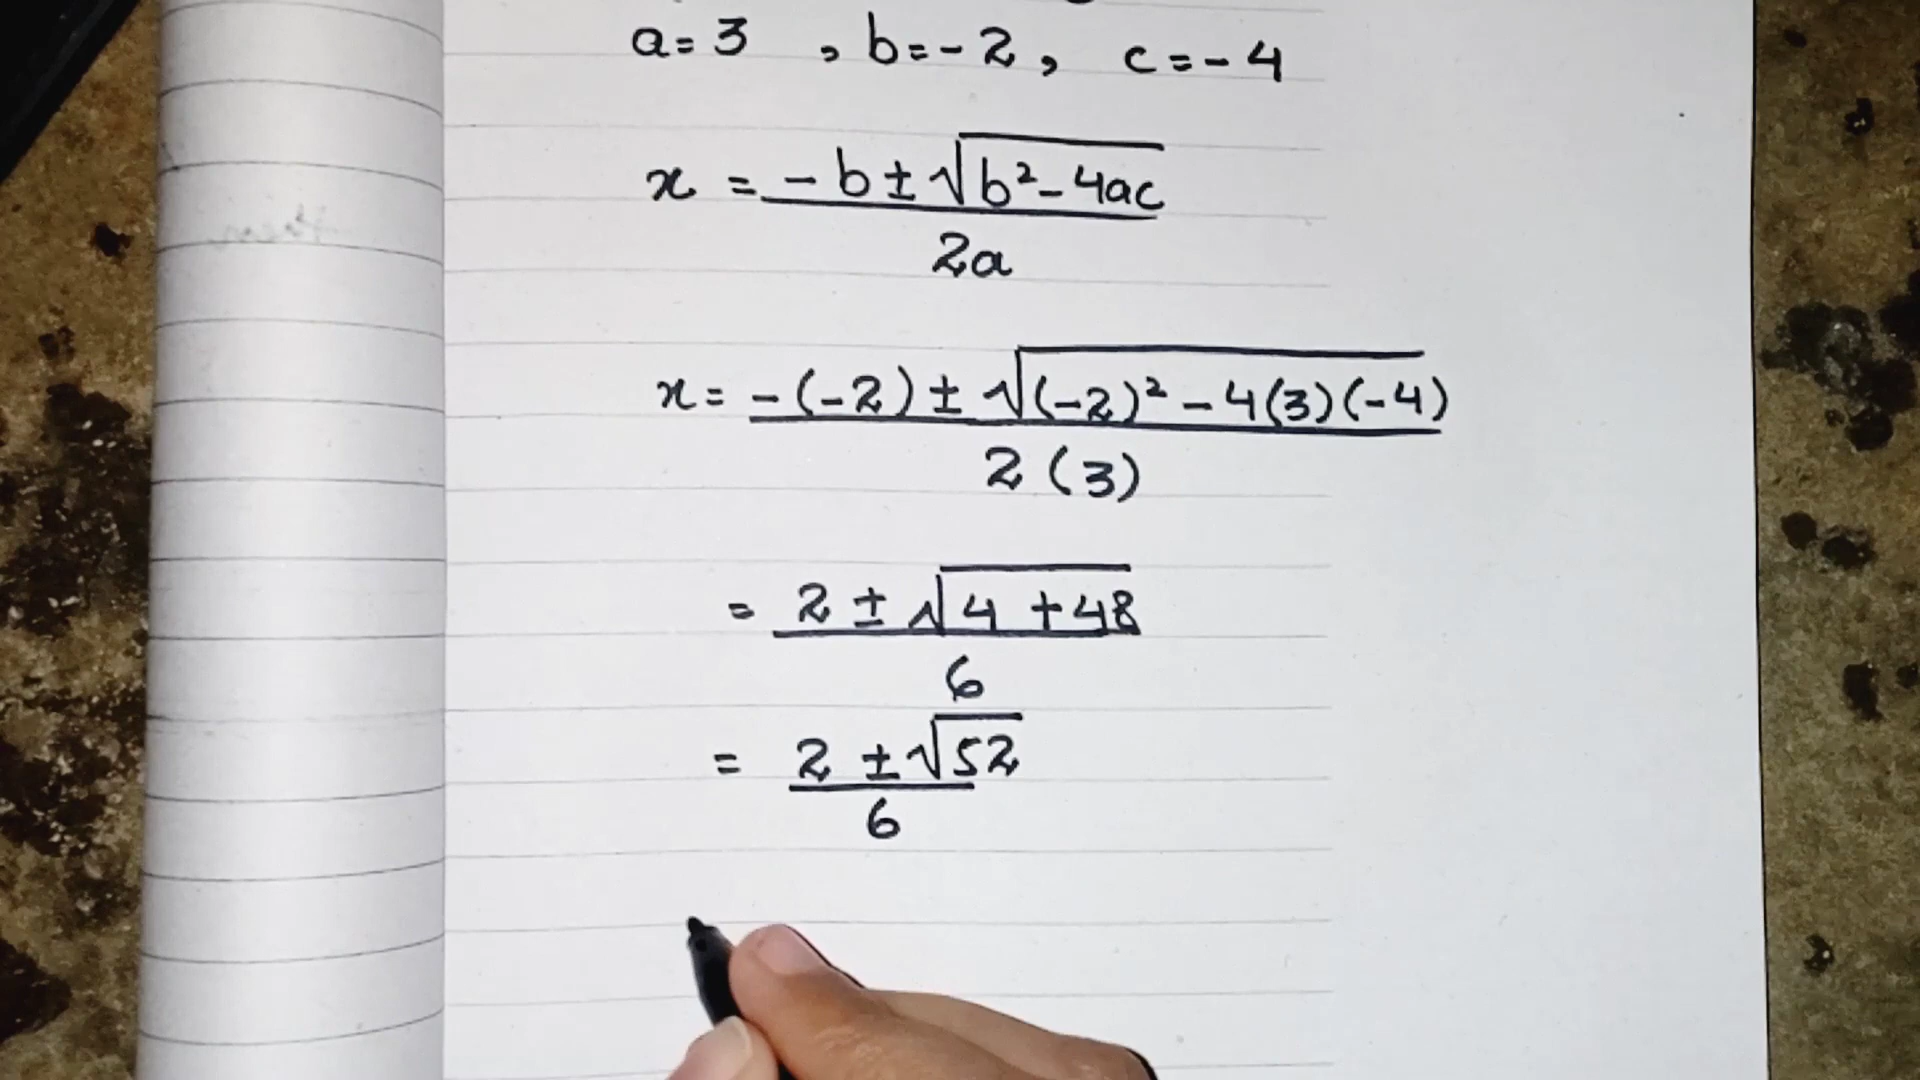 a=3 , b=-2, c=-4
x = -b±√b²-4ac
2a
x= -(-2)±√(-2)²-4(3)(-4)
2(3)
= 2±√4+48
6
= 2±√52
6